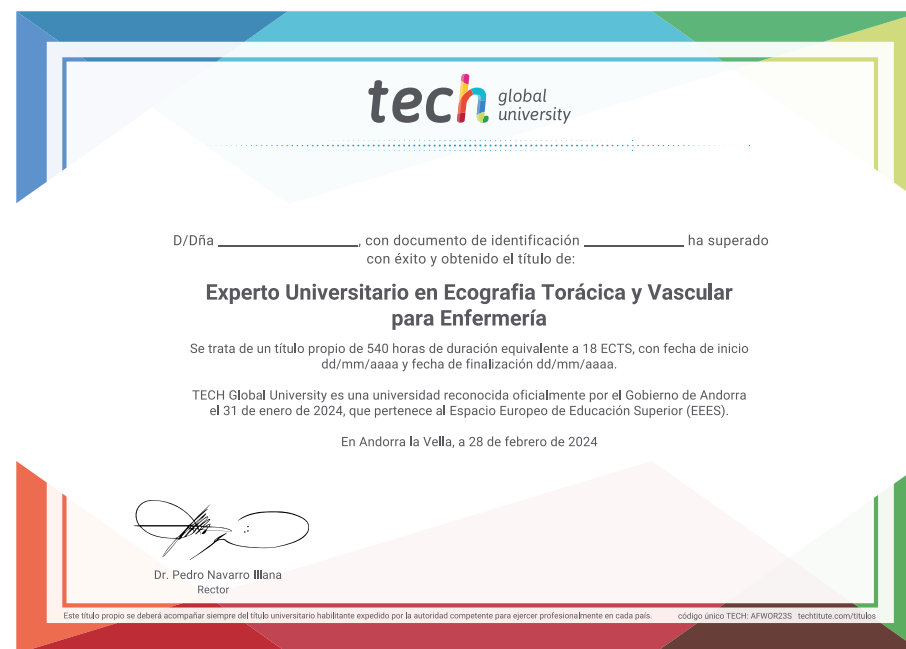 tech global university
D/Dña ____________________, con documento de identificación ______________ ha superado
con éxito y obtenido el título de:
Experto Universitario en Ecografia Torácica y Vascular
para Enfermería
Se trata de un título propio de 540 horas de duración equivalente a 18 ECTS, con fecha de inicio
dd/mm/aaaa y fecha de finalización dd/mm/aaaa.
TECH Global University es una universidad reconocida oficialmente por el Gobierno de Andorra
el 31 de enero de 2024, que pertenece al Espacio Europeo de Educación Superior (EEES).
En Andorra la Vella, a 28 de febrero de 2024
Dr. Pedro Navarro Illana
Rector
Este título propio se deberá acompañar siempre del título universitario habilitante expedido por la autoridad competente para ejercer profesionalmente en cada país. código único TECH: AFWOR23S techtitute.com/titulos